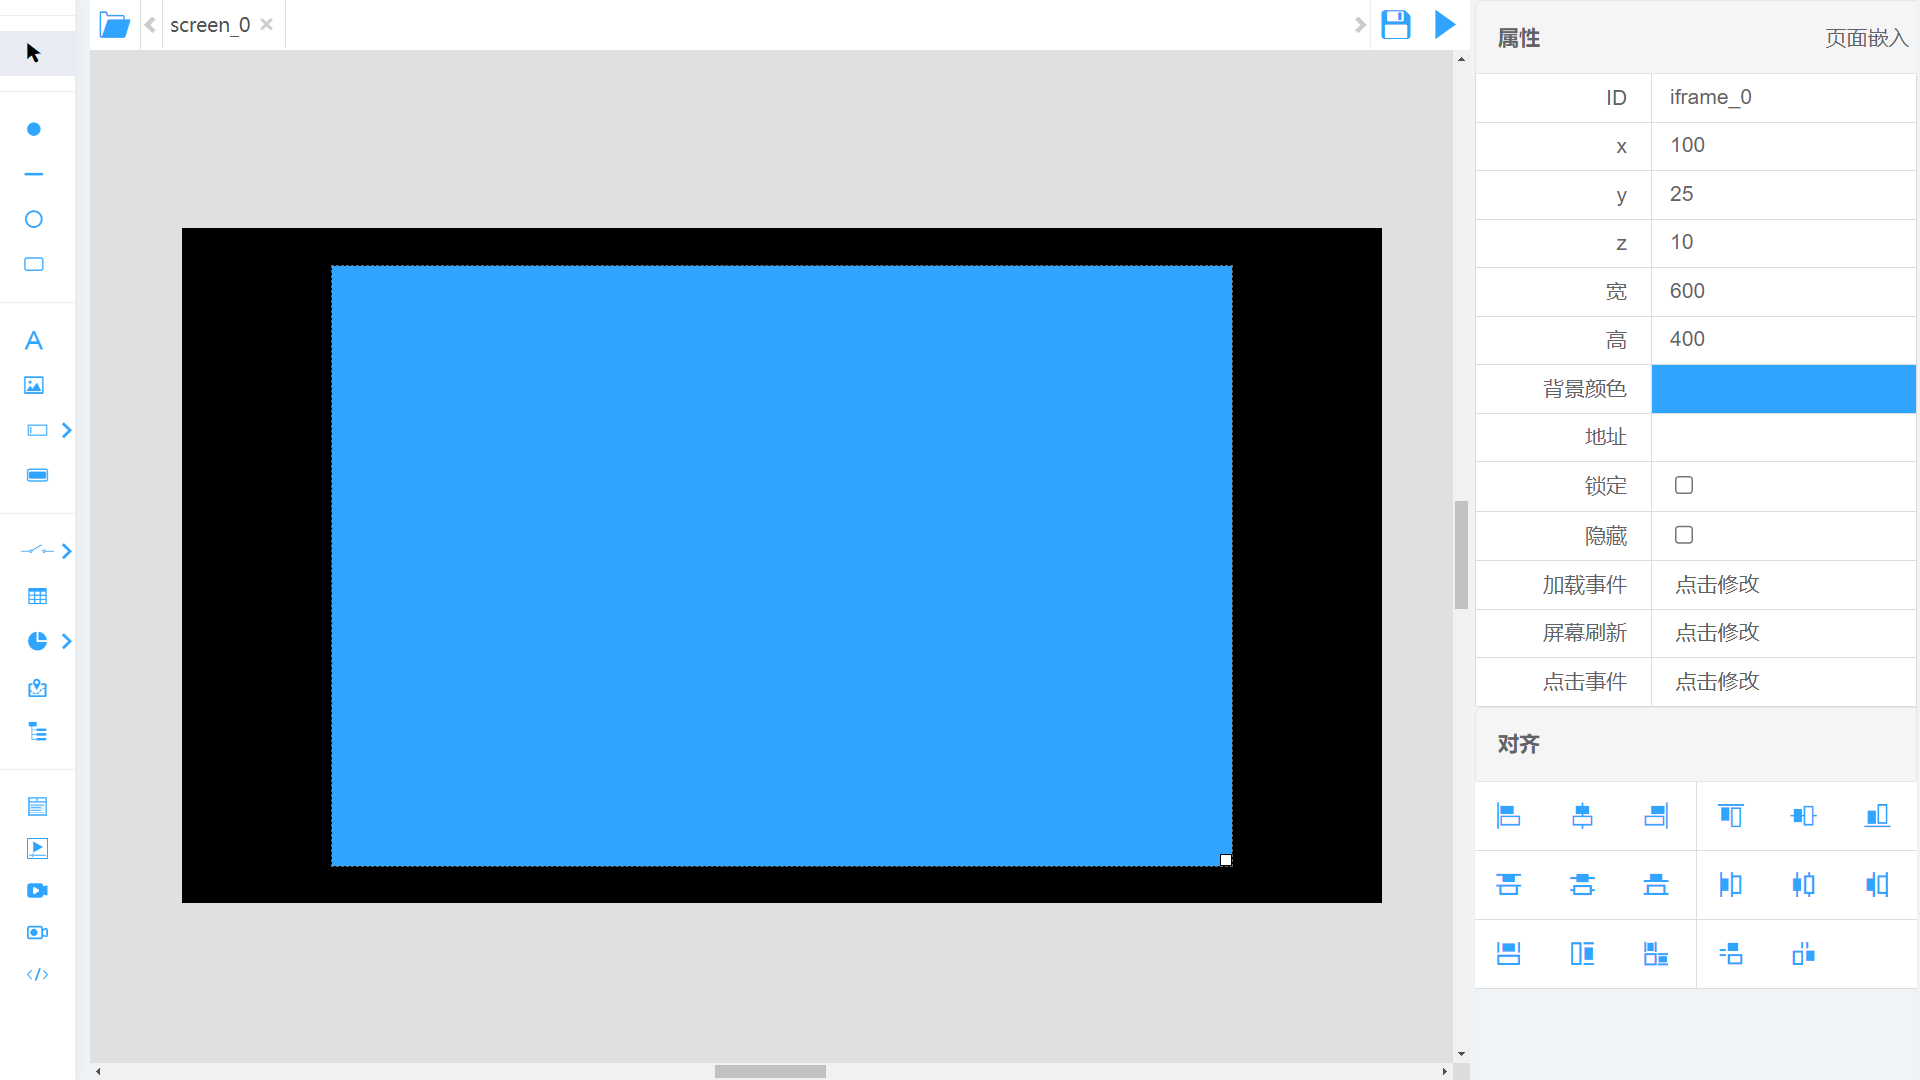 screen_0
属性 页面嵌入
ID iframe_0
x 100
y 25
z 10
宽 600
高 400
背景颜色
地址
锁定
隐藏
加载事件 点击修改
屏幕刷新 点击修改
点击事件 点击修改
对齐